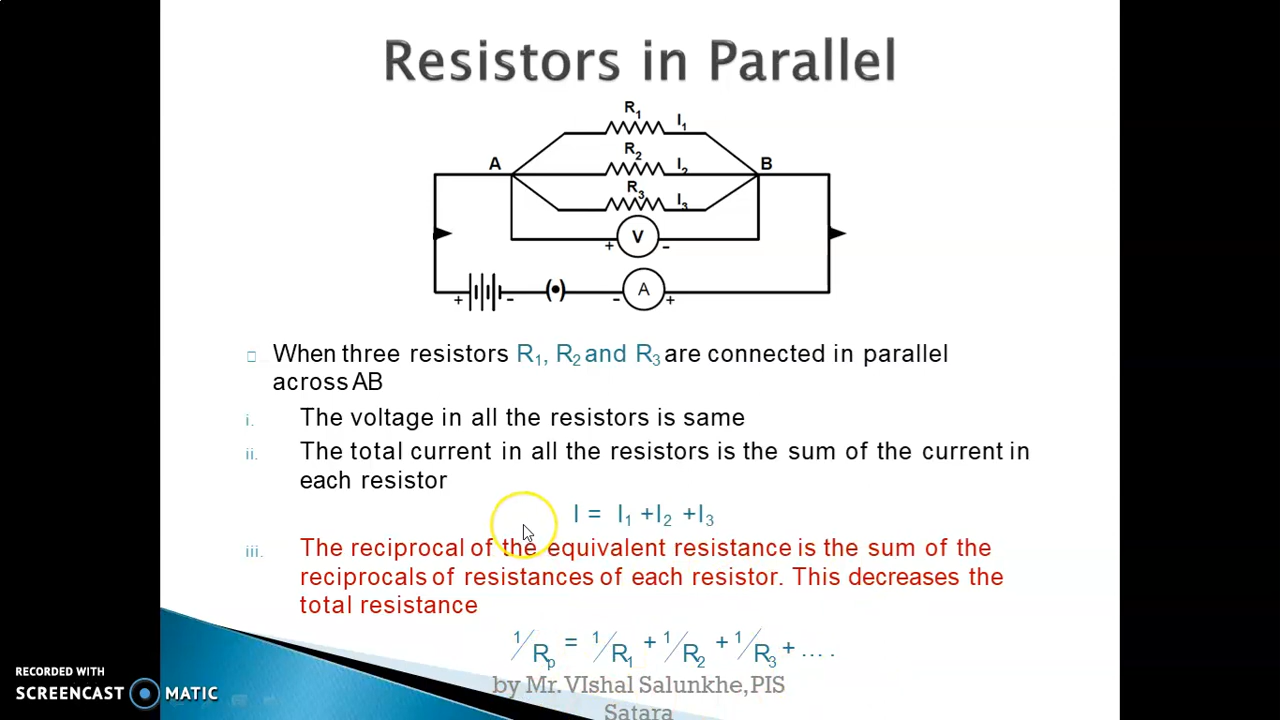 Resistors in Parallel
R1 I1
A R2 I2 B
R3 I3
+ V -
+ - (•) - A +
When three resistors R1, R2 and R3 are connected in parallel
across AB
i. The voltage in all the resistors is same
ii. The total current in all the resistors is the sum of the current in
each resistor
I = I1 +I2 +I3
iii. The reciprocal of the equivalent resistance is the sum of the
reciprocals of resistances of each resistor. This decreases the
total resistance
1/Rp = 1/R1 + 1/R2 + 1/R3 + ... .
by Mr. VIshal Salunkhe,PIS
Satara
RECORDED WITH
SCREENCAST MATIC